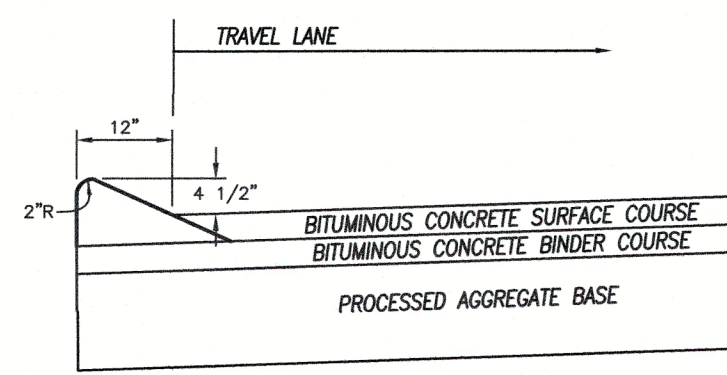 TRAVEL LANE
12"
4 1/2"
2"R
BITUMINOUS CONCRETE SURFACE COURSE
BITUMINOUS CONCRETE BINDER COURSE
PROCESSED AGGREGATE BASE